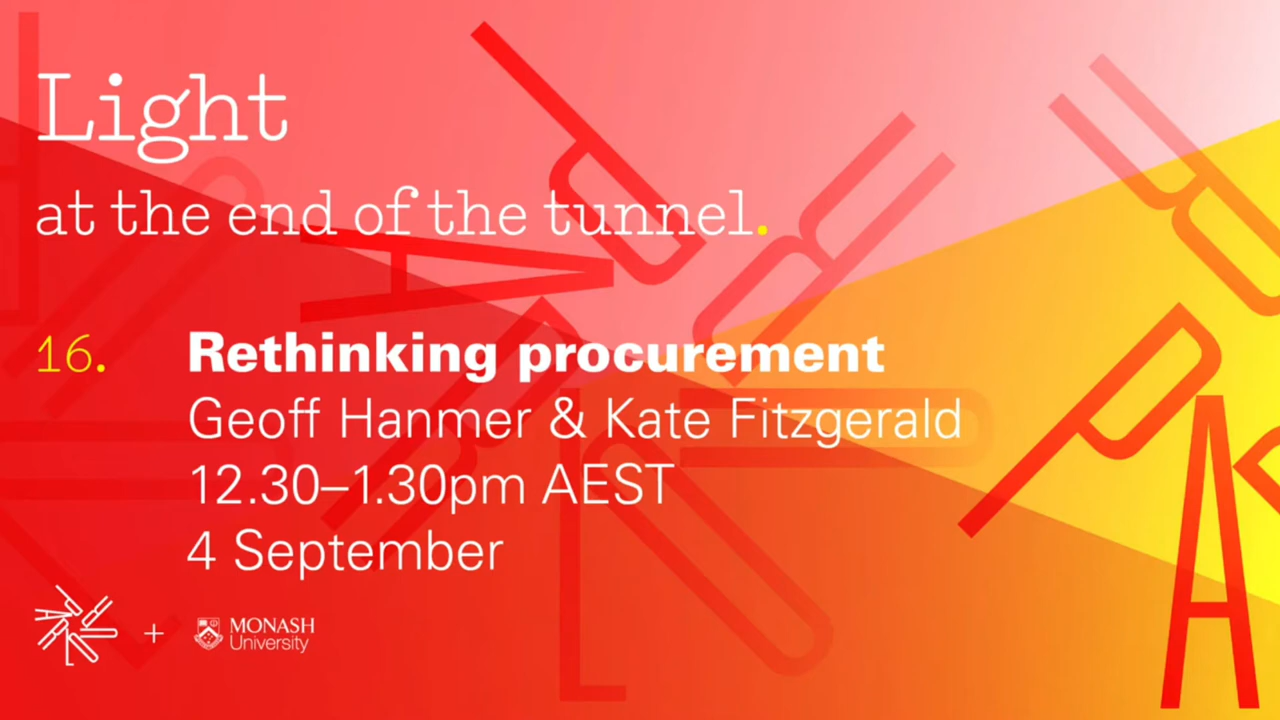 Light
at the end of the tunnel.
16. Rethinking procurement
Geoff Hanmer & Kate Fitzgerald
12.30–1.30pm AEST
4 September
+ MONASH
University